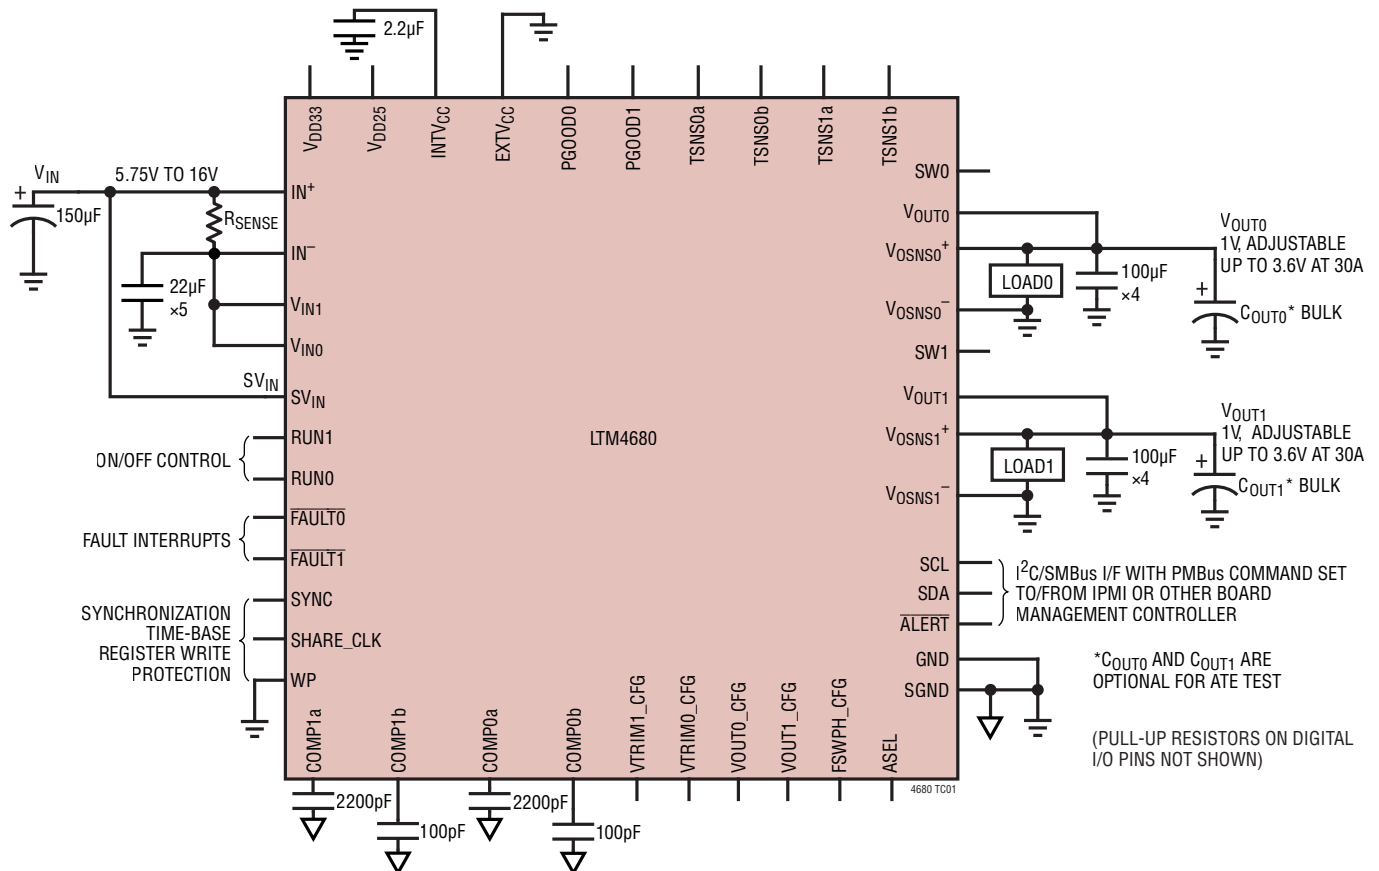 2.2µF
VDD33
VDD25
INTVCC
EXTVCC
PGOOD0
PGOOD1
TSNS0a
TSNS0b
TSNS1a
TSNS1b
VIN
5.75V TO 16V
+
150µF
IN+
RSENSE
IN–
22µF
×5
VIN1
VIN0
SVIN
SVIN
RUN1
ON/OFF CONTROL
RUN0
FAULT0
FAULT INTERRUPTS
FAULT1
SYNC
SYNCHRONIZATION
TIME-BASE
REGISTER WRITE
PROTECTION
SHARE_CLK
WP
LTM4680
SW0
VOUT0
VOSNS0+
LOAD0
VOSNS0–
100µF
×4
VOUT0
1V, ADJUSTABLE
UP TO 3.6V AT 30A
+
COUT0* BULK
SW1
VOUT1
VOSNS1+
LOAD1
VOSNS1–
100µF
×4
VOUT1
1V, ADJUSTABLE
UP TO 3.6V AT 30A
+
COUT1* BULK
SCL
SDA
ALERT
I2C/SMBus I/F WITH PMBus COMMAND SET
TO/FROM IPMI OR OTHER BOARD
MANAGEMENT CONTROLLER
GND
SGND
*COUT0 AND COUT1 ARE
OPTIONAL FOR ATE TEST
(PULL-UP RESISTORS ON DIGITAL
I/O PINS NOT SHOWN)
COMP1a
COMP1b
COMP0a
COMP0b
VTRIM1_CFG
VTRIM0_CFG
VOUT0_CFG
VOUT1_CFG
FSWPH_CFG
ASEL
4680 TC01
2200pF
100pF
2200pF
100pF